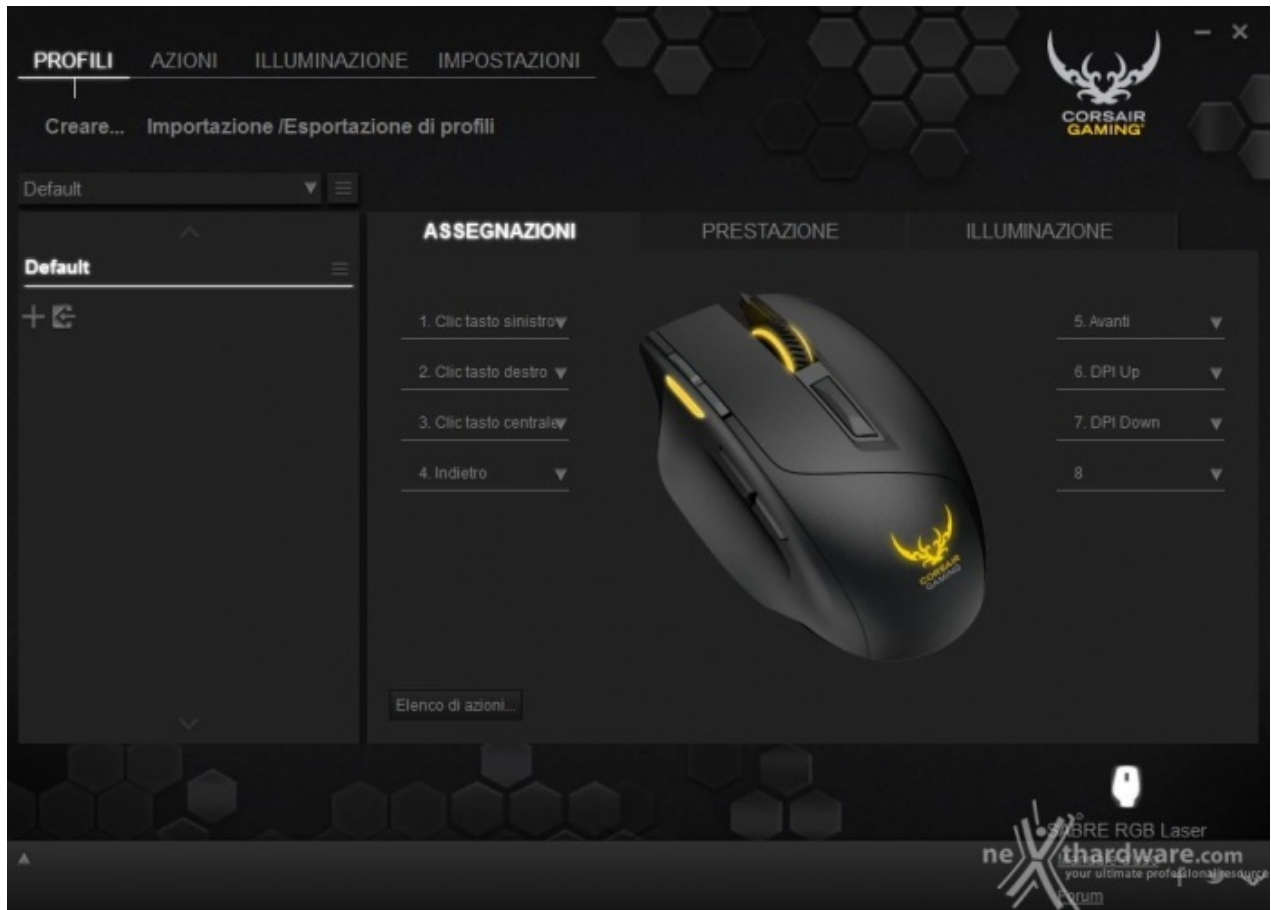 PROFILI AZIONI ILLUMINAZIONE IMPOSTAZIONI
Creare... Importazione /Esportazione di profili
CORSAIR
GAMING
Default
Default
ASSEGNAZIONI PRESTAZIONE ILLUMINAZIONE
1. Clic tasto sinistro
2. Clic tasto destro
3. Clic tasto centrale
4. Indietro
5. Avanti
6. DPI Up
7. DPI Down
8
CORSAIR
GAMING
Elenco di azioni...
SABRE RGB Laser
nexthardware.com
your ultimate professional resource
Forum